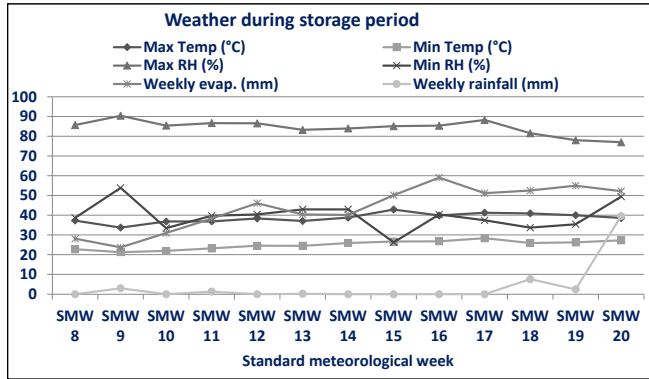 Weather during storage period
Max Temp (°C) Min Temp (°C)
Max RH (%) Min RH (%)
Weekly evap. (mm) Weekly rainfall (mm)
100
90
80
70
60
50
40
30
20
10
0
SMW SMW SMW SMW SMW SMW SMW SMW SMW SMW SMW SMW SMW
8 9 10 11 12 13 14 15 16 17 18 19 20
Standard meteorological week